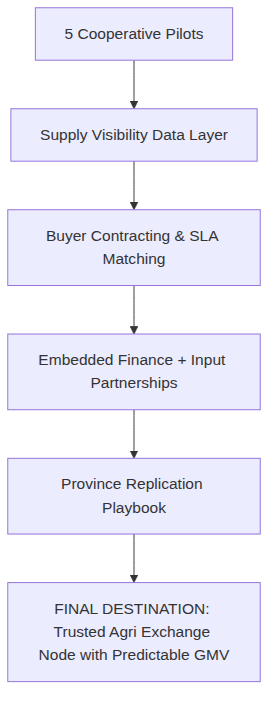 5 Cooperative Pilots
Supply Visibility Data Layer
Buyer Contracting & SLA
Matching
Embedded Finance + Input
Partnerships
Province Replication
Playbook
FINAL DESTINATION:
Trusted Agri Exchange
Node with Predictable GMV